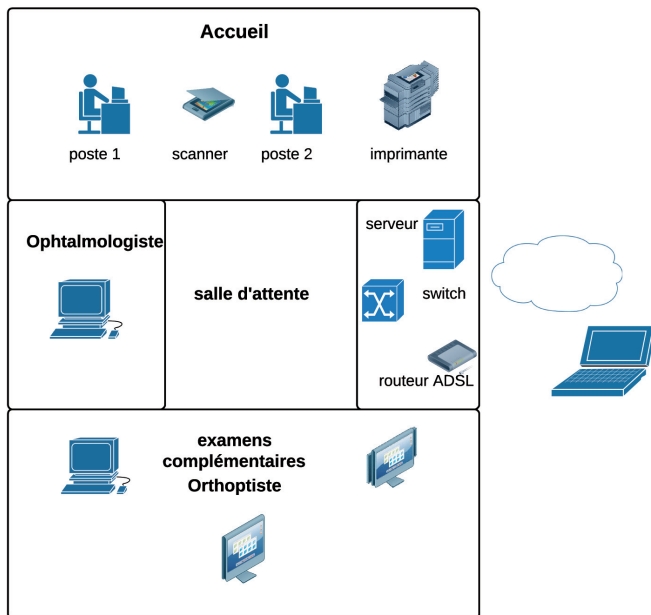 Accueil
poste 1
scanner
poste 2
imprimante
Ophtalmologiste
salle d'attente
serveur
switch
routeur ADSL
examens
complémentaires
Orthoptiste